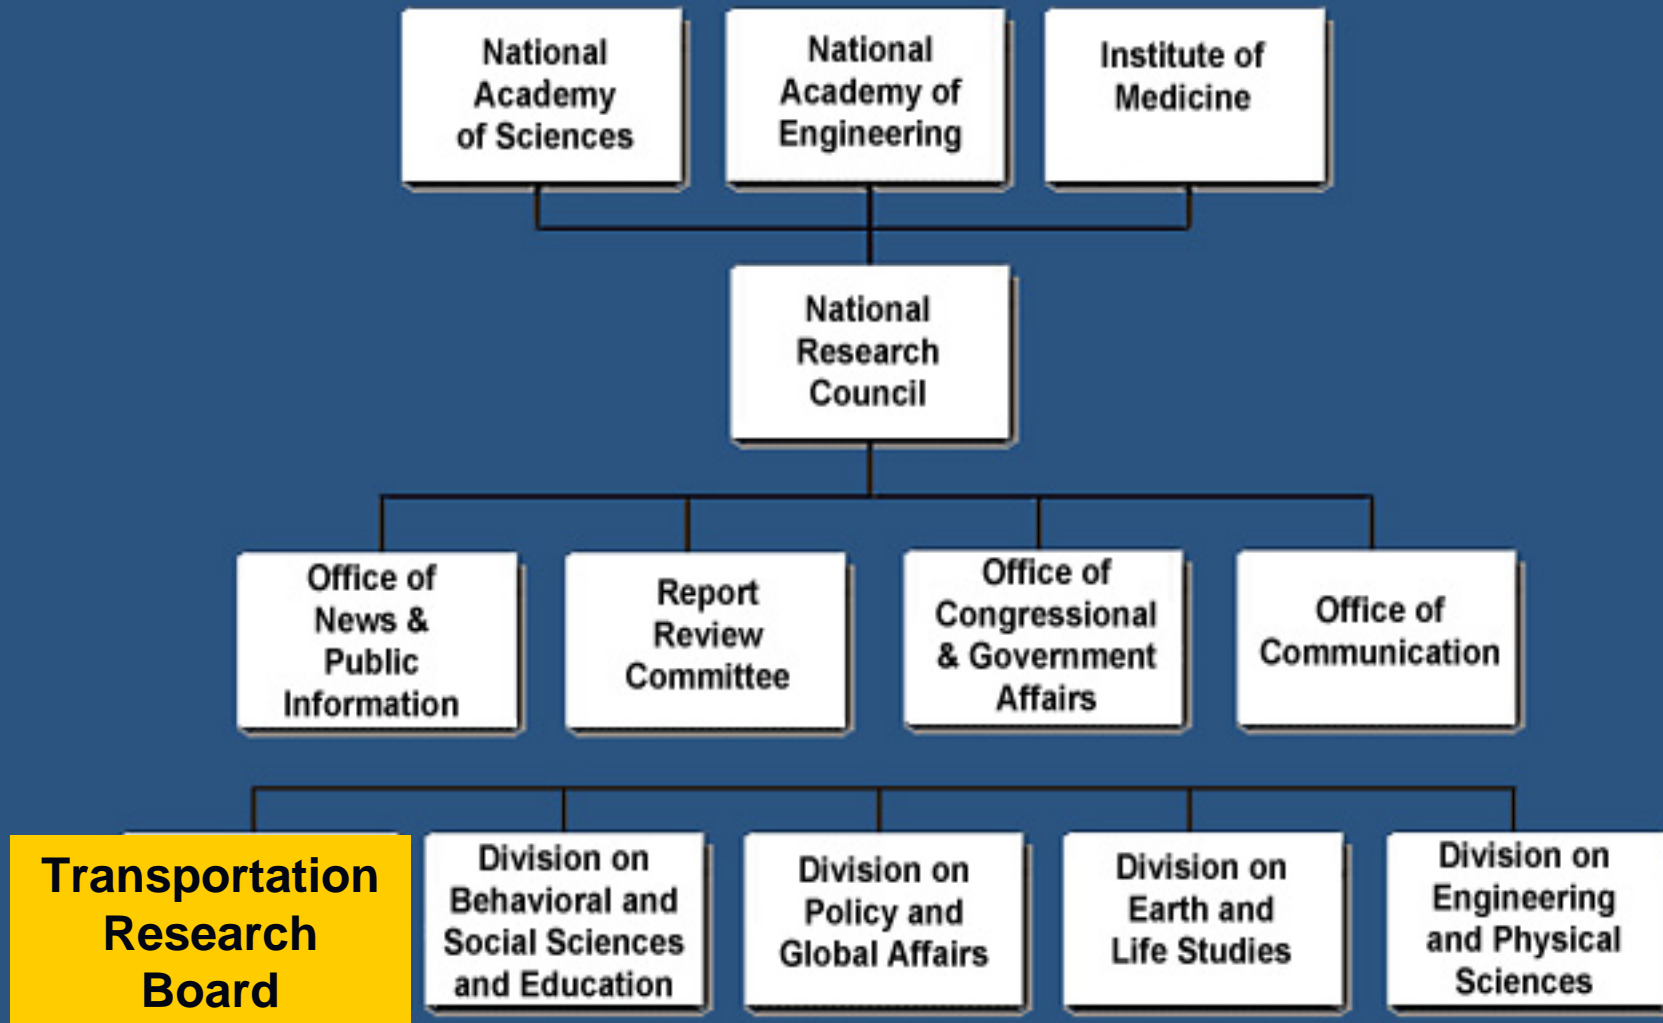 National
Academy
of Sciences
National
Academy of
Engineering
Institute of
Medicine
National
Research
Council
Office of
News &
Public
Information
Report
Review
Committee
Office of
Congressional
& Government
Affairs
Office of
Communication
Transportation
Research
Board
Division on
Behavioral and
Social Sciences
and Education
Division on
Policy and
Global Affairs
Division on
Earth and
Life Studies
Division on
Engineering
and Physical
Sciences